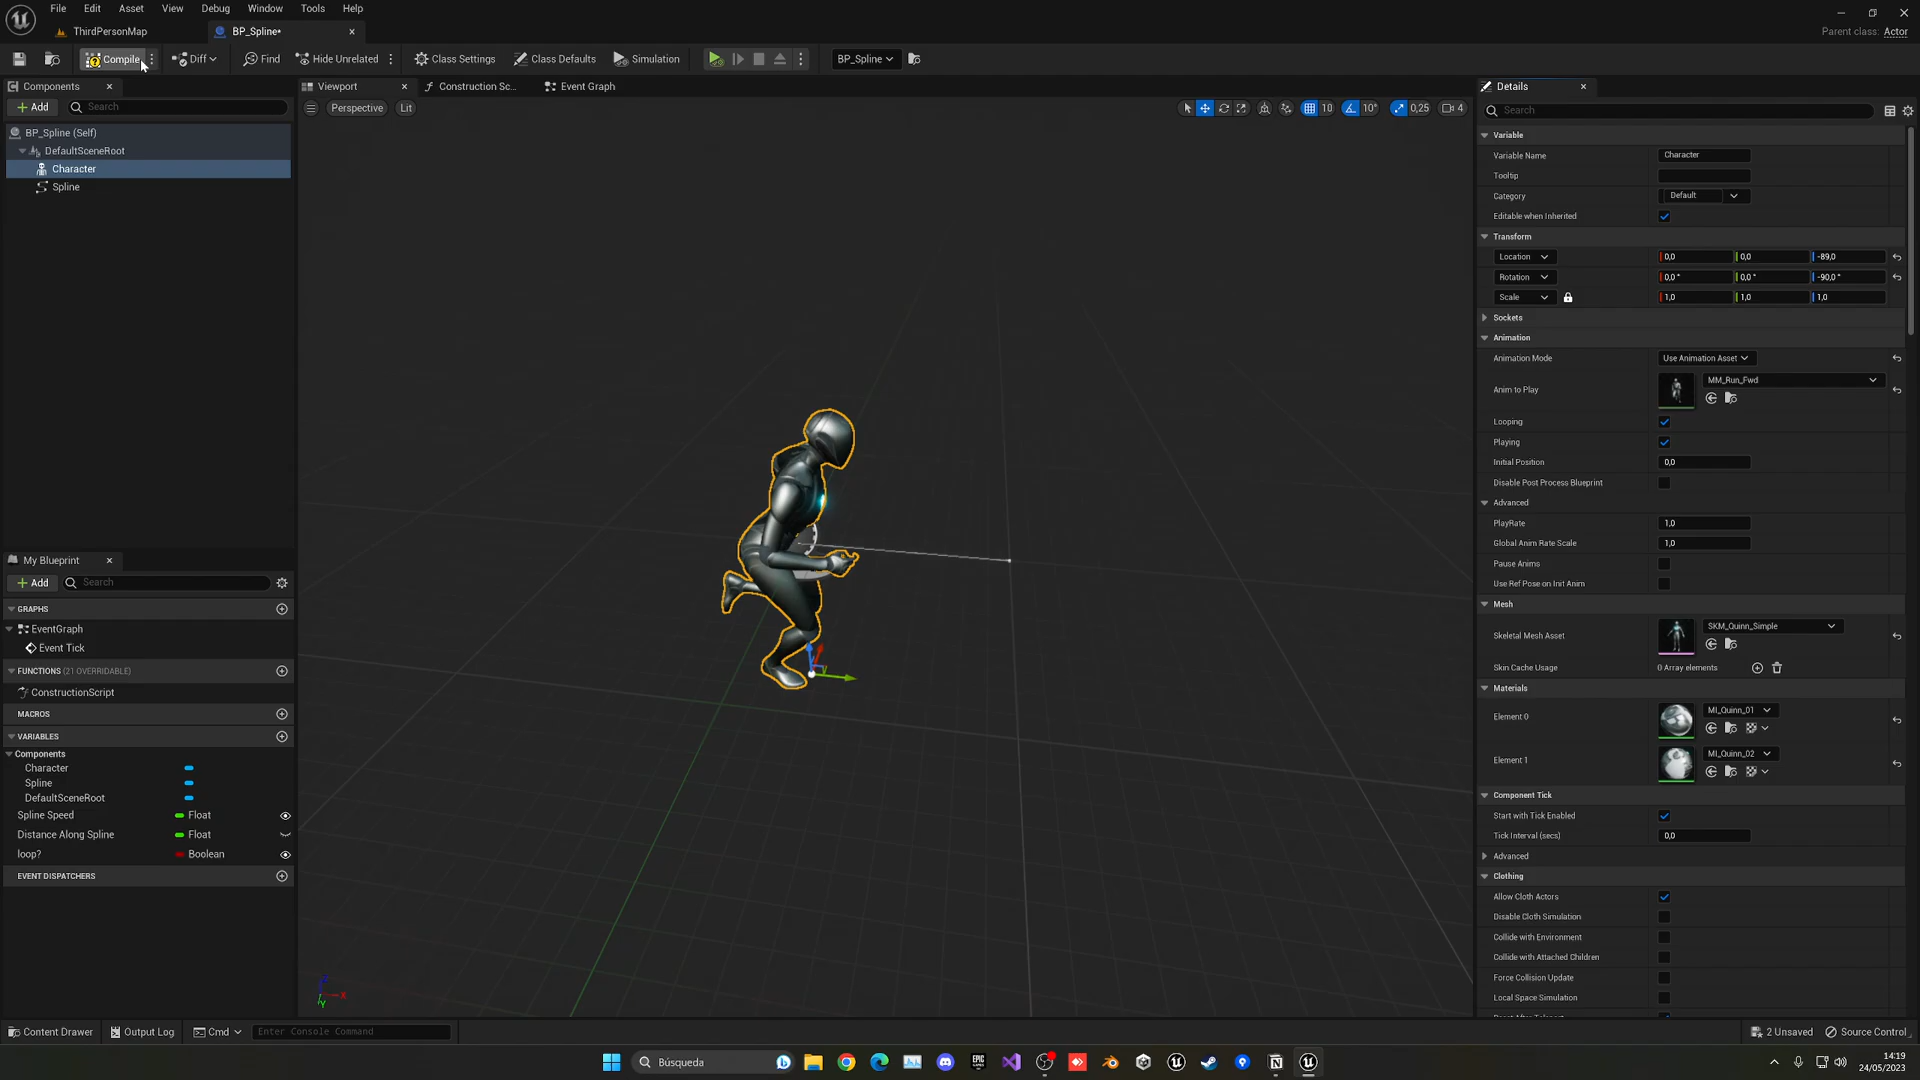 File Edit Asset View Debug Window Tools Help
ThirdPersonMap BP_Spline*
Parent class: Actor
Compile Diff Find Hide Unrelated Class Settings Class Defaults Simulation BP_Spline
Components
Add Search
BP_Spline (Self)
DefaultSceneRoot
Character
Spline
My Blueprint
Add Search
GRAPHS
EventGraph
Event Tick
FUNCTIONS (21 OVERRIDABLE)
ConstructionScript
MACROS
VARIABLES
Components
Character
Spline
DefaultSceneRoot
Spline Speed Float
Distance Along Spline Float
loop? Boolean
EVENT DISPATCHERS
Viewport Construction Sc... Event Graph
Perspective Lit 10 10° 0,25 4
Z X Y
Details
Search
Variable
Variable Name Character
Tooltip
Category Default
Editable when Inherited
Transform
Location 0,0 0,0 -89,0
Rotation 0,0 ° 0,0 ° -90,0 °
Scale 1,0 1,0 1,0
Sockets
Animation
Animation Mode Use Animation Asset
Anim to Play MM_Run_Fwd
Looping
Playing
Initial Position 0,0
Disable Post Process Blueprint
Advanced
PlayRate 1,0
Global Anim Rate Scale 1,0
Pause Anims
Use Ref Pose on Init Anim
Mesh
Skeletal Mesh Asset SKM_Quinn_Simple
Skin Cache Usage 0 Array elements
Materials
Element 0 MI_Quinn_01
Element 1 MI_Quinn_02
Component Tick
Start with Tick Enabled
Tick Interval (secs) 0,0
Advanced
Clothing
Allow Cloth Actors
Disable Cloth Simulation
Collide with Environment
Collide with Attached Children
Force Collision Update
Local Space Simulation
Content Drawer Output Log Cmd Enter Console Command 2 Unsaved Source Control
Búsqueda
EPIC GAMES
14:19
24/05/2023